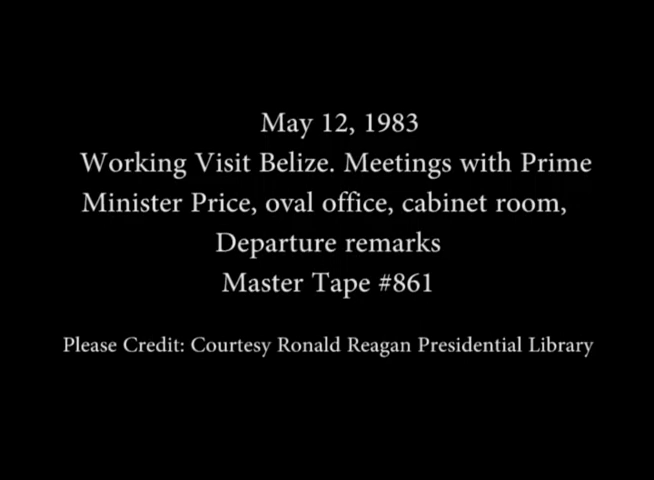 May 12, 1983
Working Visit Belize. Meetings with Prime
Minister Price, oval office, cabinet room,
Departure remarks
Master Tape #861
Please Credit: Courtesy Ronald Reagan Presidential Library